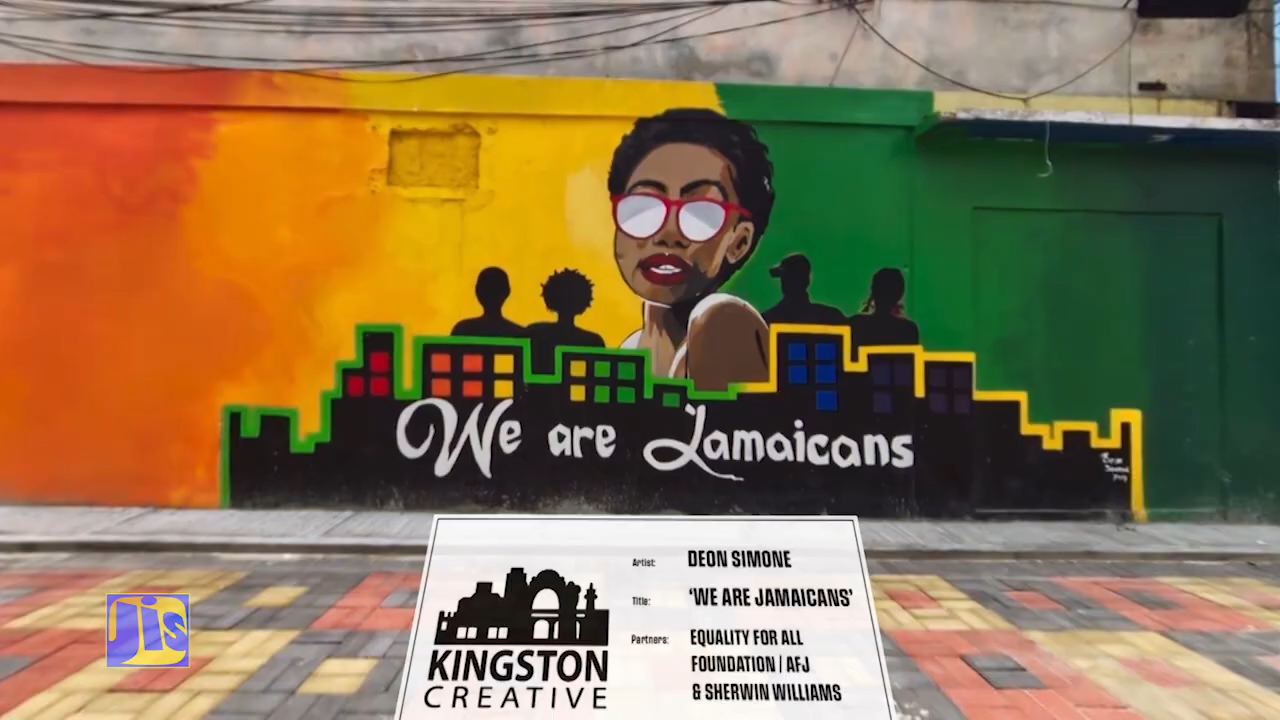 We are Jamaicans
Artist: DEON SIMONE
Title: ‘WE ARE JAMAICANS’
Partners: EQUALITY FOR ALL
FOUNDATION / AFJ
& SHERWIN WILLIAMS
KINGSTON
CREATIVE
JIS